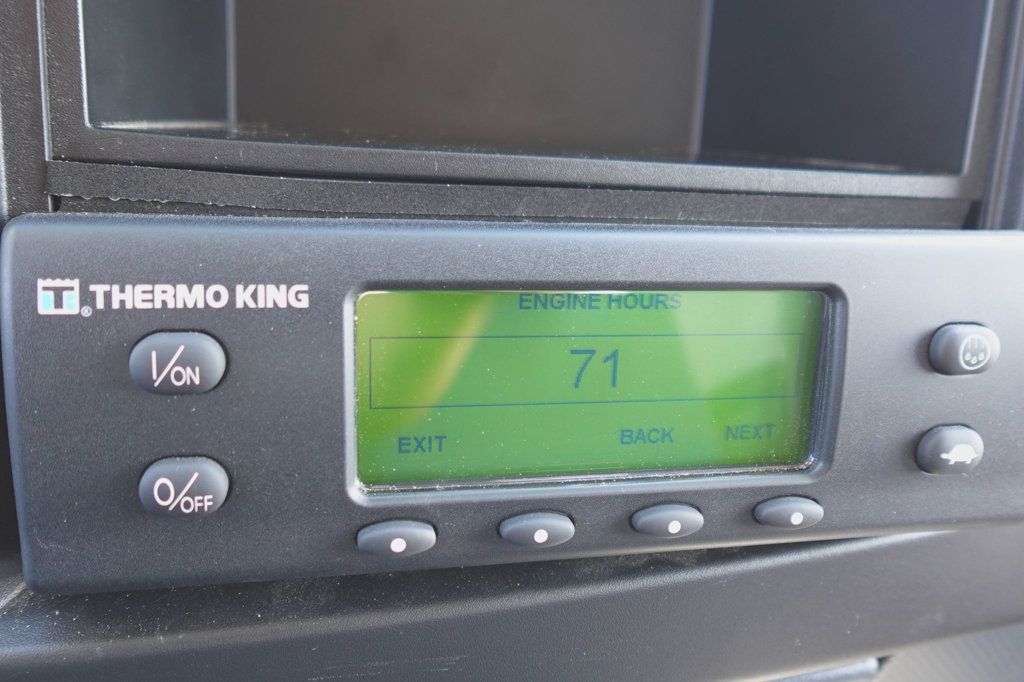 THERMO KING
ENGINE HOURS
71
EXIT BACK NEXT
I/ON
O/OFF